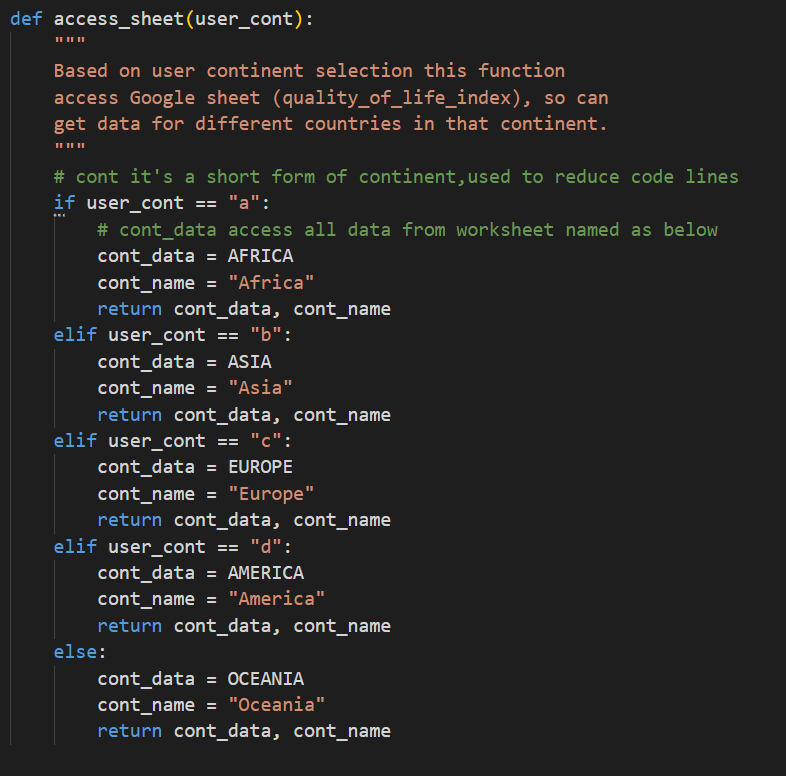 def access_sheet(user_cont):
    """
    Based on user continent selection this function
    access Google sheet (quality_of_life_index), so can
    get data for different countries in that continent.
    """
    # cont it's a short form of continent,used to reduce code lines
    if user_cont == "a":
        # cont_data access all data from worksheet named as below
        cont_data = AFRICA
        cont_name = "Africa"
        return cont_data, cont_name
    elif user_cont == "b":
        cont_data = ASIA
        cont_name = "Asia"
        return cont_data, cont_name
    elif user_cont == "c":
        cont_data = EUROPE
        cont_name = "Europe"
        return cont_data, cont_name
    elif user_cont == "d":
        cont_data = AMERICA
        cont_name = "America"
        return cont_data, cont_name
    else:
        cont_data = OCEANIA
        cont_name = "Oceania"
        return cont_data, cont_name